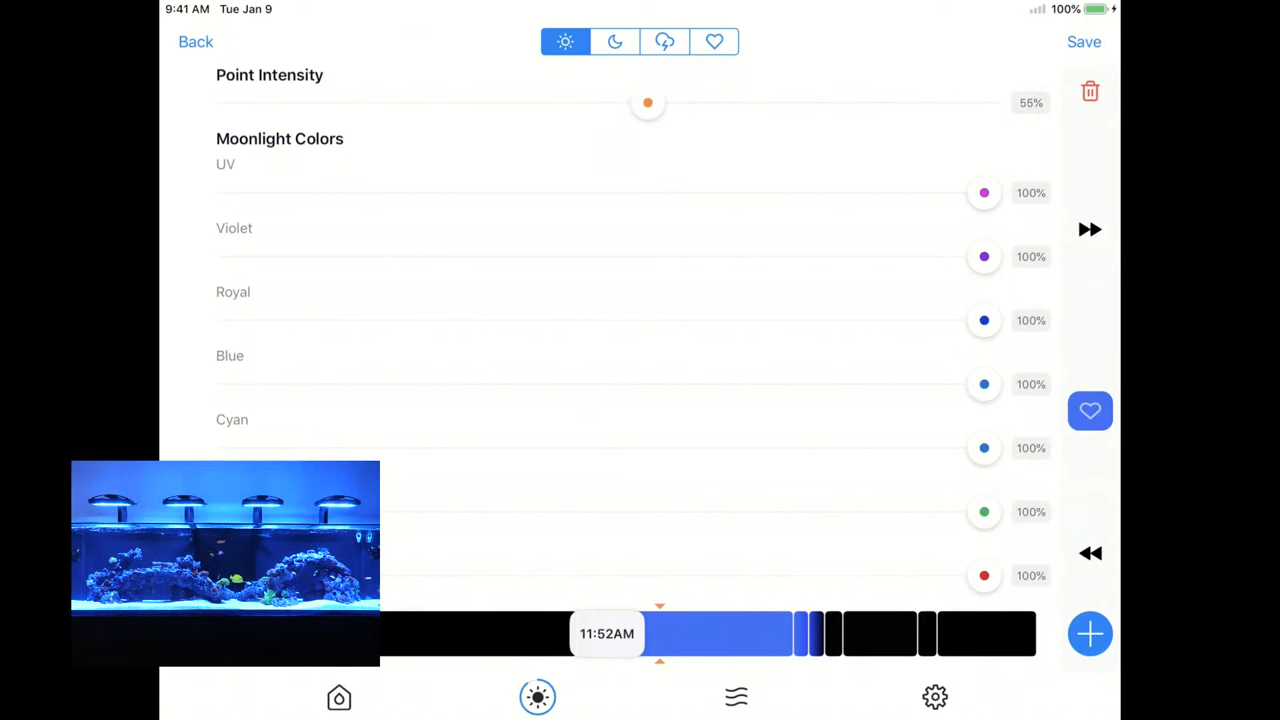 9:41 AM Tue Jan 9 100%
Back Save
Point Intensity
55%
Moonlight Colors
UV
100%
Violet
100%
Royal
100%
Blue
100%
Cyan
100%
100%
100%
11:52AM